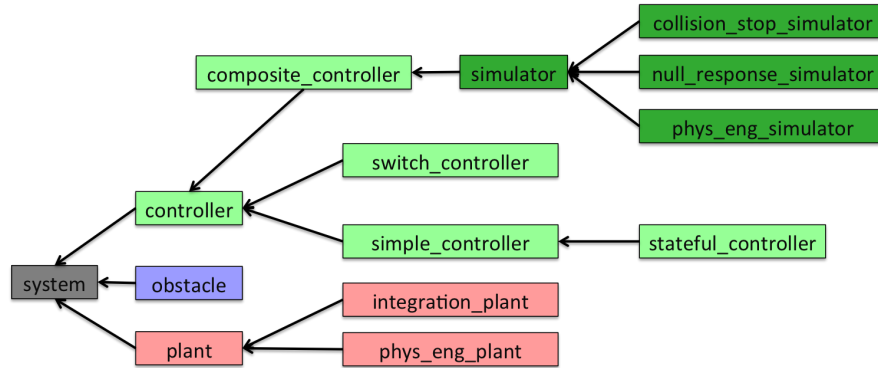 collision_stop_simulator
composite_controller
simulator
null_response_simulator
phys_eng_simulator
switch_controller
controller
simple_controller
stateful_controller
system
obstacle
integration_plant
plant
phys_eng_plant